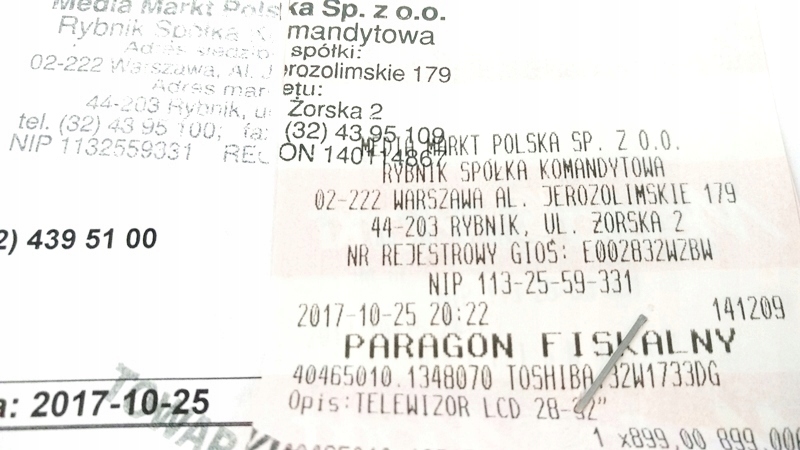 Media Markt Polska Sp. z o.o.
Rybnik Spółka Komandytowa
Adres siedziby spółki:
02-222 Warszawa, Al. Jerozolimskie 179
Adres marketu:
44-203 Rybnik, ul. Żorska 2
tel. (32) 43 95 100; fax (32) 43 95 109
NIP 1132559331 REGON 140114867
2) 439 51 00
a: 2017-10-25
TOWAR
MEDIA MARKT POLSKA SP. Z O.O.
RYBNIK SPÓŁKA KOMANDYTOWA
02-222 WARSZAWA AL. JEROZOLIMSKIE 179
44-203 RYBNIK, UL. ŻORSKA 2
NR REJESTROWY GIOŚ: E002832WZBW
NIP 113-25-59-331
2017-10-25 20:22 141209
PARAGON FISKALNY
40465010.1348070 TOSHIBA 32W1733DG
Opis:TELEWIZOR LCD 28-32"
1 x899,00 899,00